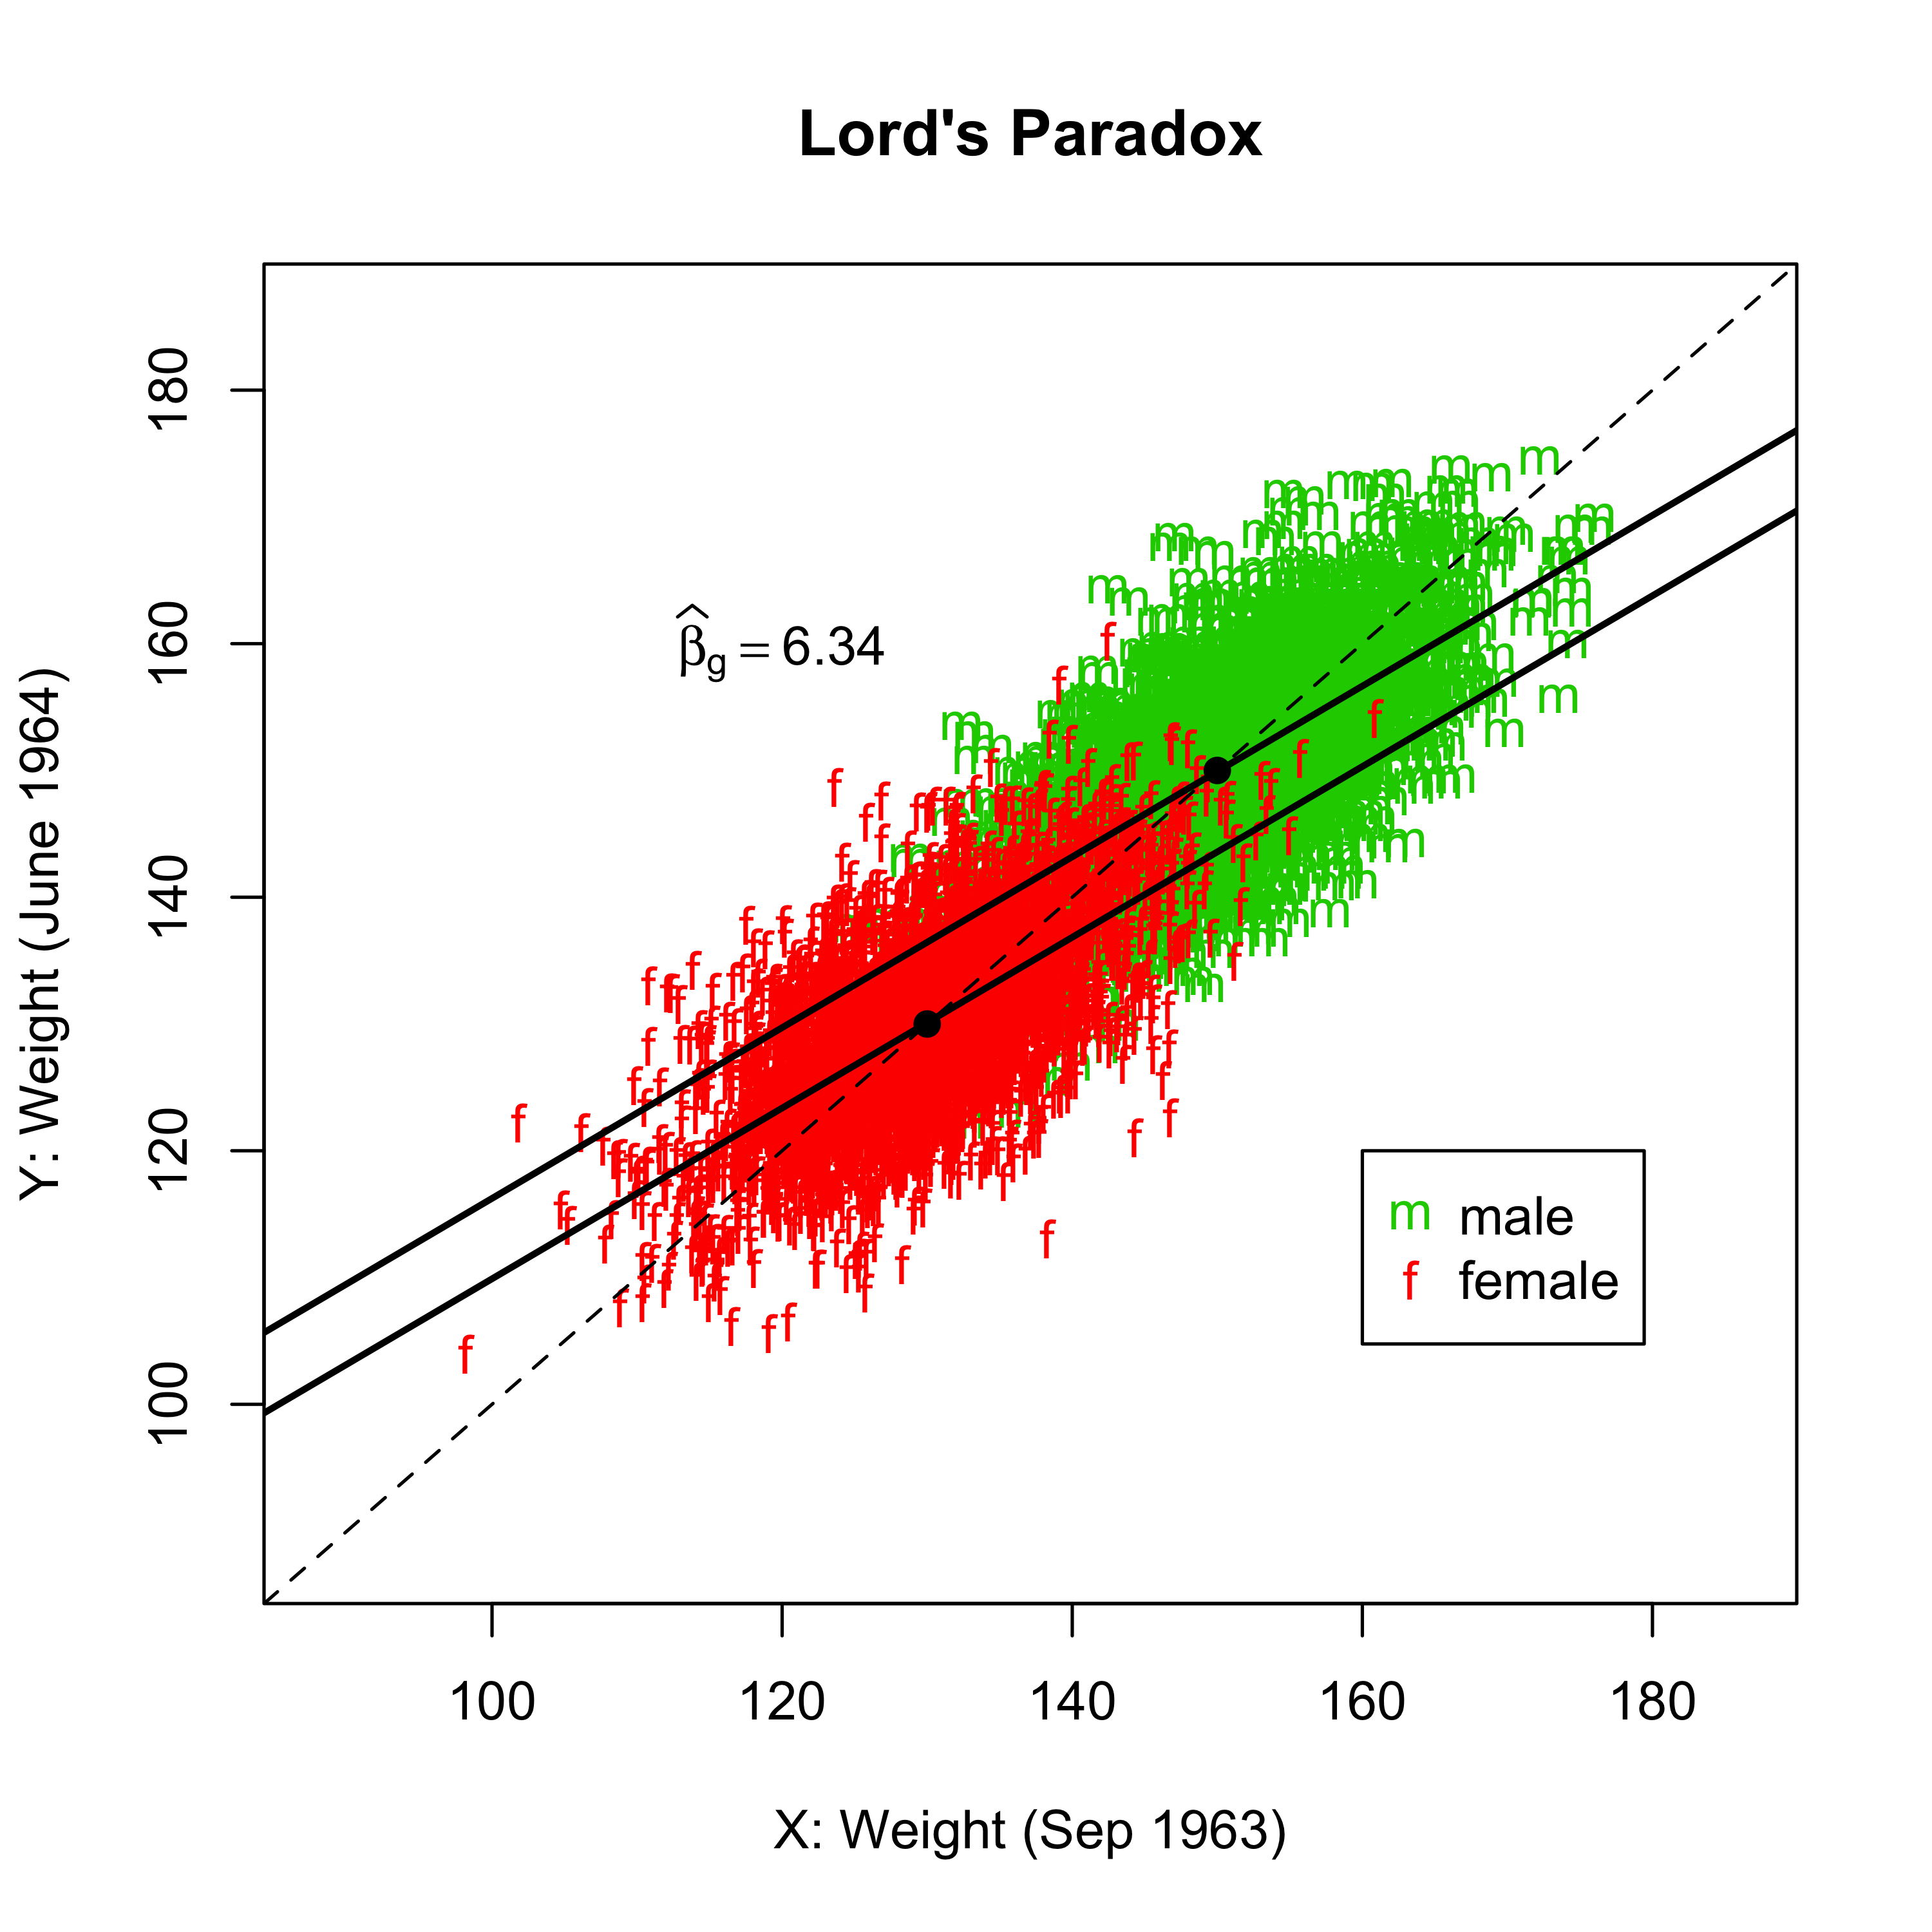 Lord's Paradox
Y: Weight (June 1964)
180
160
140
120
100
β̂g = 6.34
m male
f female
100 120 140 160 180
X: Weight (Sep 1963)